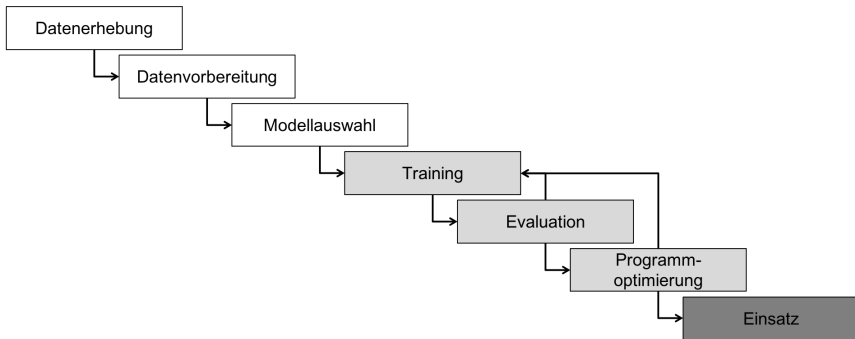 Datenerhebung
Datenvorbereitung
Modellauswahl
Training
Evaluation
Programm-
optimierung
Einsatz